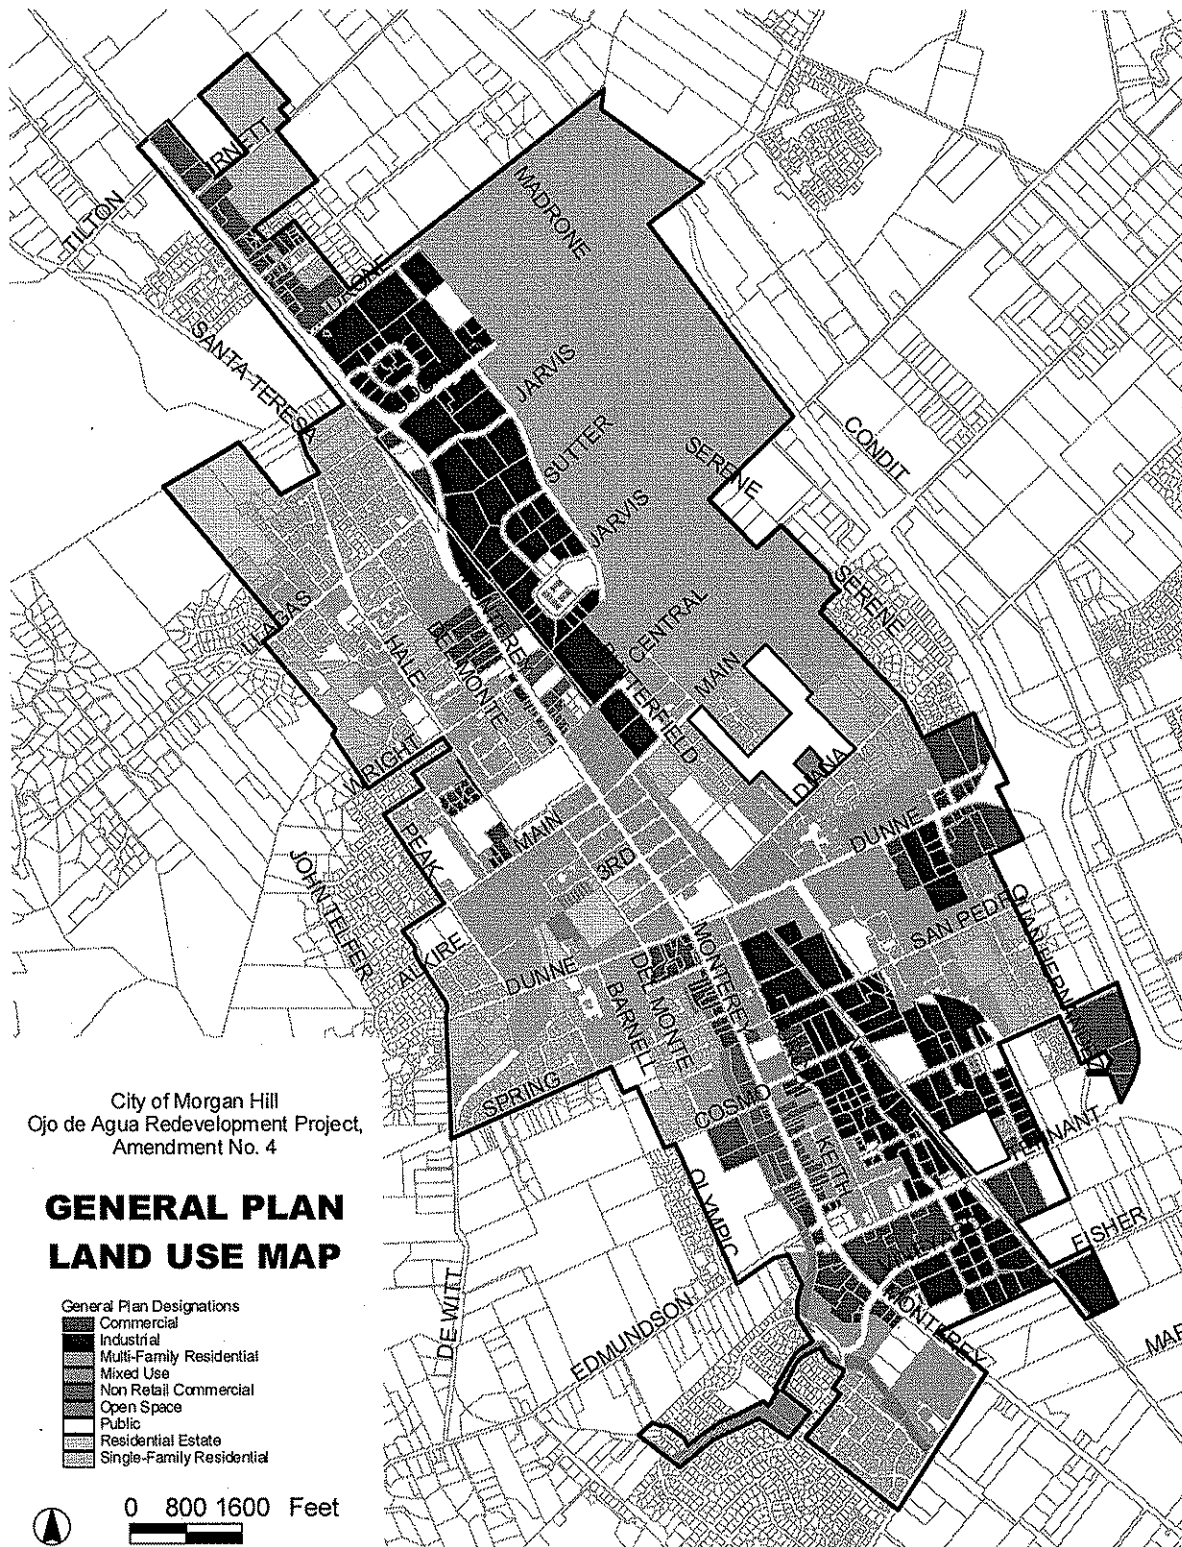 MADRONE
TILTON
SANTA TERESA
JARVIS
SUTTER
JARVIS
CONDIT
SERENE
SERENE
LLAGAS
HALE
DEL MONTE
CENTRAL
MAIN
DIANA
WRIGHT
PEAK
MAIN
3RD
DUNNE
JOHN TELFER
ALKIRE
DUNNE
SAN PEDRO
MONTEREY
DEL MONTE
BARNELL
SPRING
COSMO
KEITH
TENNANT
OLYMPIC
FISHER
MONTEREY
EDMUNDSON
DE WITT
City of Morgan Hill
Ojo de Agua Redevelopment Project,
Amendment No. 4
GENERAL PLAN
LAND USE MAP
General Plan Designations
Commercial
Industrial
Multi-Family Residential
Mixed Use
Non Retail Commercial
Open Space
Public
Residential Estate
Single-Family Residential
0 800 1600 Feet